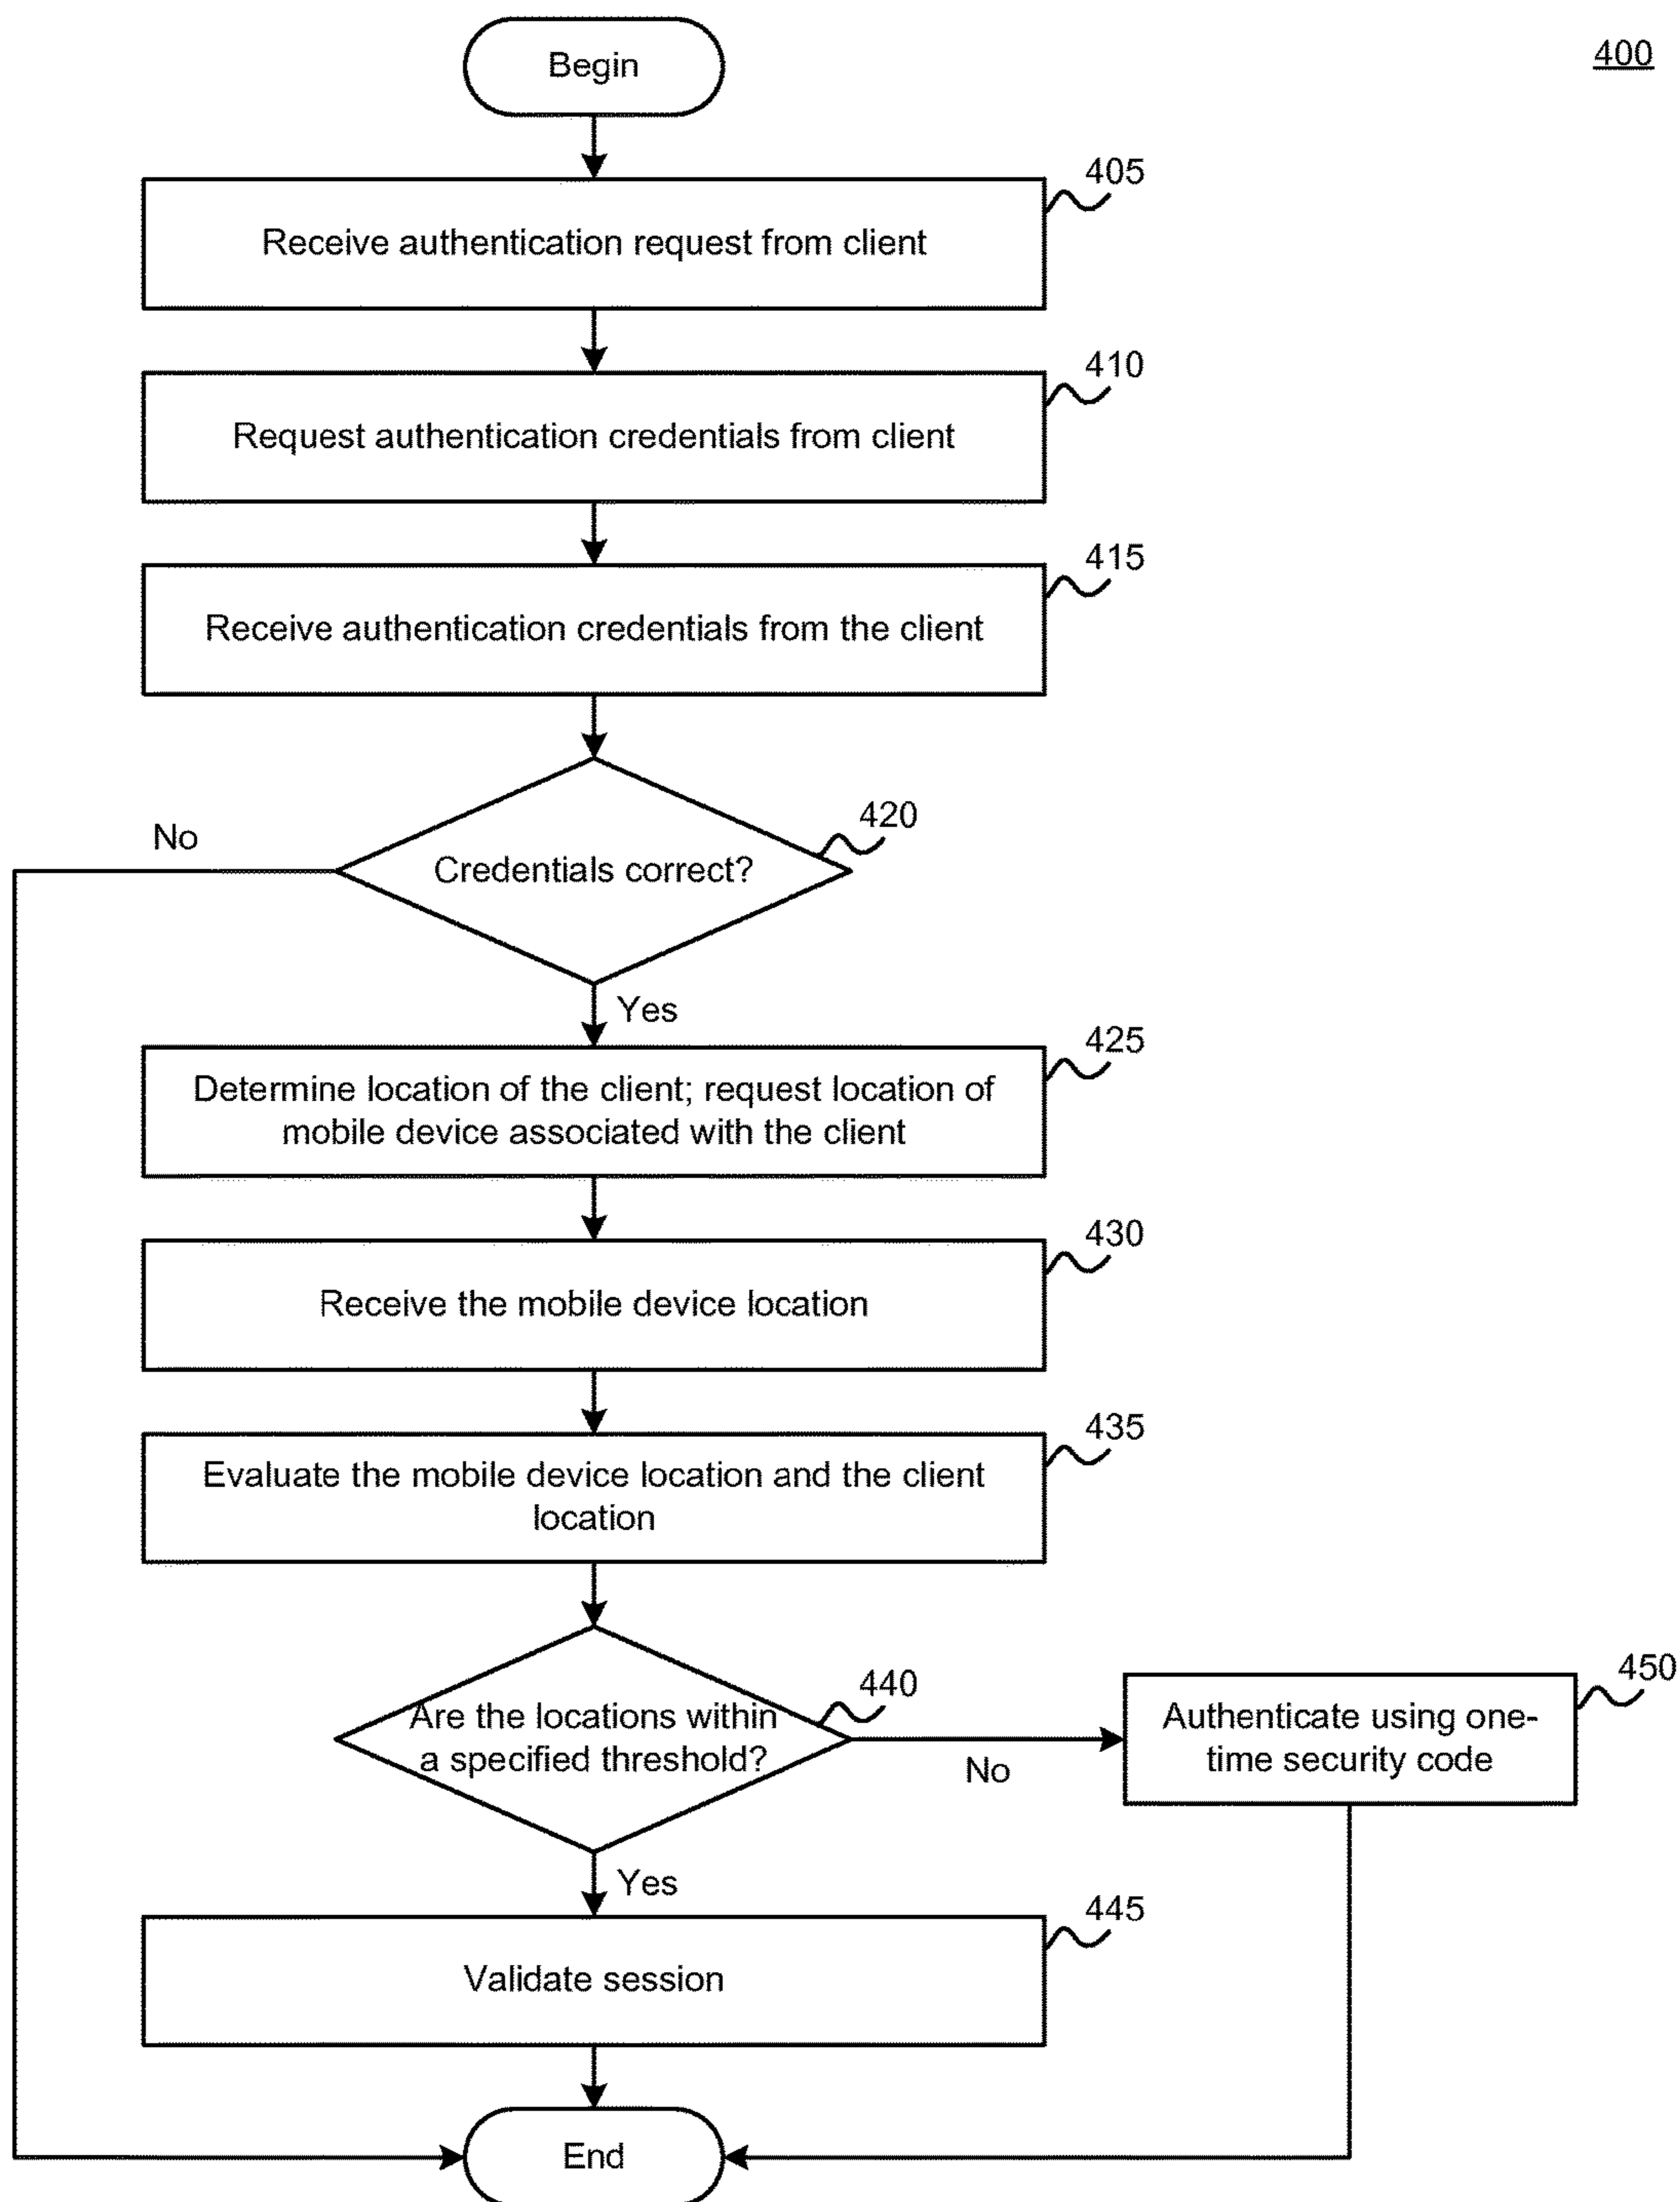 400
Begin
405
Receive authentication request from client
410
Request authentication credentials from client
415
Receive authentication credentials from the client
420
No
Credentials correct?
Yes
425
Determine location of the client; request location of
mobile device associated with the client
430
Receive the mobile device location
435
Evaluate the mobile device location and the client
location
440
Are the locations within
a specified threshold?
No
450
Authenticate using one-
time security code
Yes
445
Validate session
End